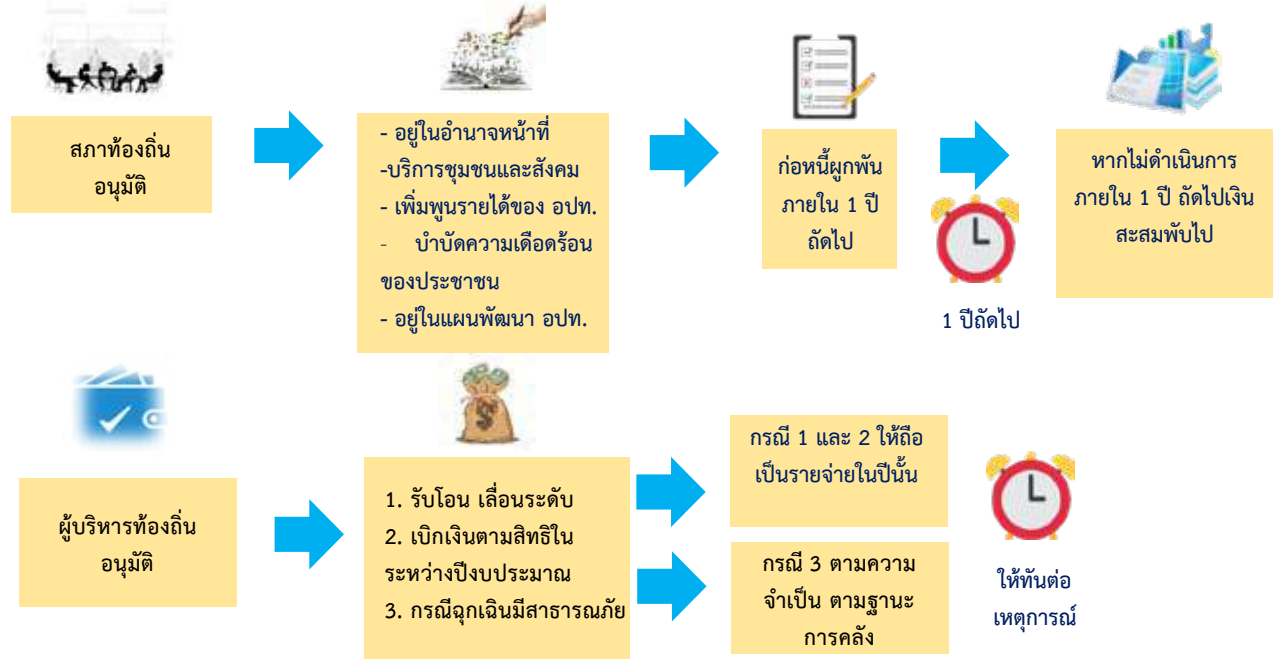 สภาท้องถิ่น
อนุมัติ
- อยู่ในอำนาจหน้าที่
-บริการชุมชนและสังคม
- เพิ่มพูนรายได้ของ อปท.
- บำบัดความเดือดร้อน
ของประชาชน
- อยู่ในแผนพัฒนา อปท.
ก่อหนี้ผูกพัน
ภายใน 1 ปี
ถัดไป
1 ปีถัดไป
หากไม่ดำเนินการ
ภายใน 1 ปี ถัดไปเงิน
สะสมพับไป
ผู้บริหารท้องถิ่น
อนุมัติ
1. รับโอน เลื่อนระดับ
2. เบิกเงินตามสิทธิใน
ระหว่างปีงบประมาณ
3. กรณีฉุกเฉินมีสาธารณภัย
กรณี 1 และ 2 ให้ถือ
เป็นรายจ่ายในปีนั้น
กรณี 3 ตามความ
จำเป็น ตามฐานะ
การคลัง
ให้ทันต่อ
เหตุการณ์